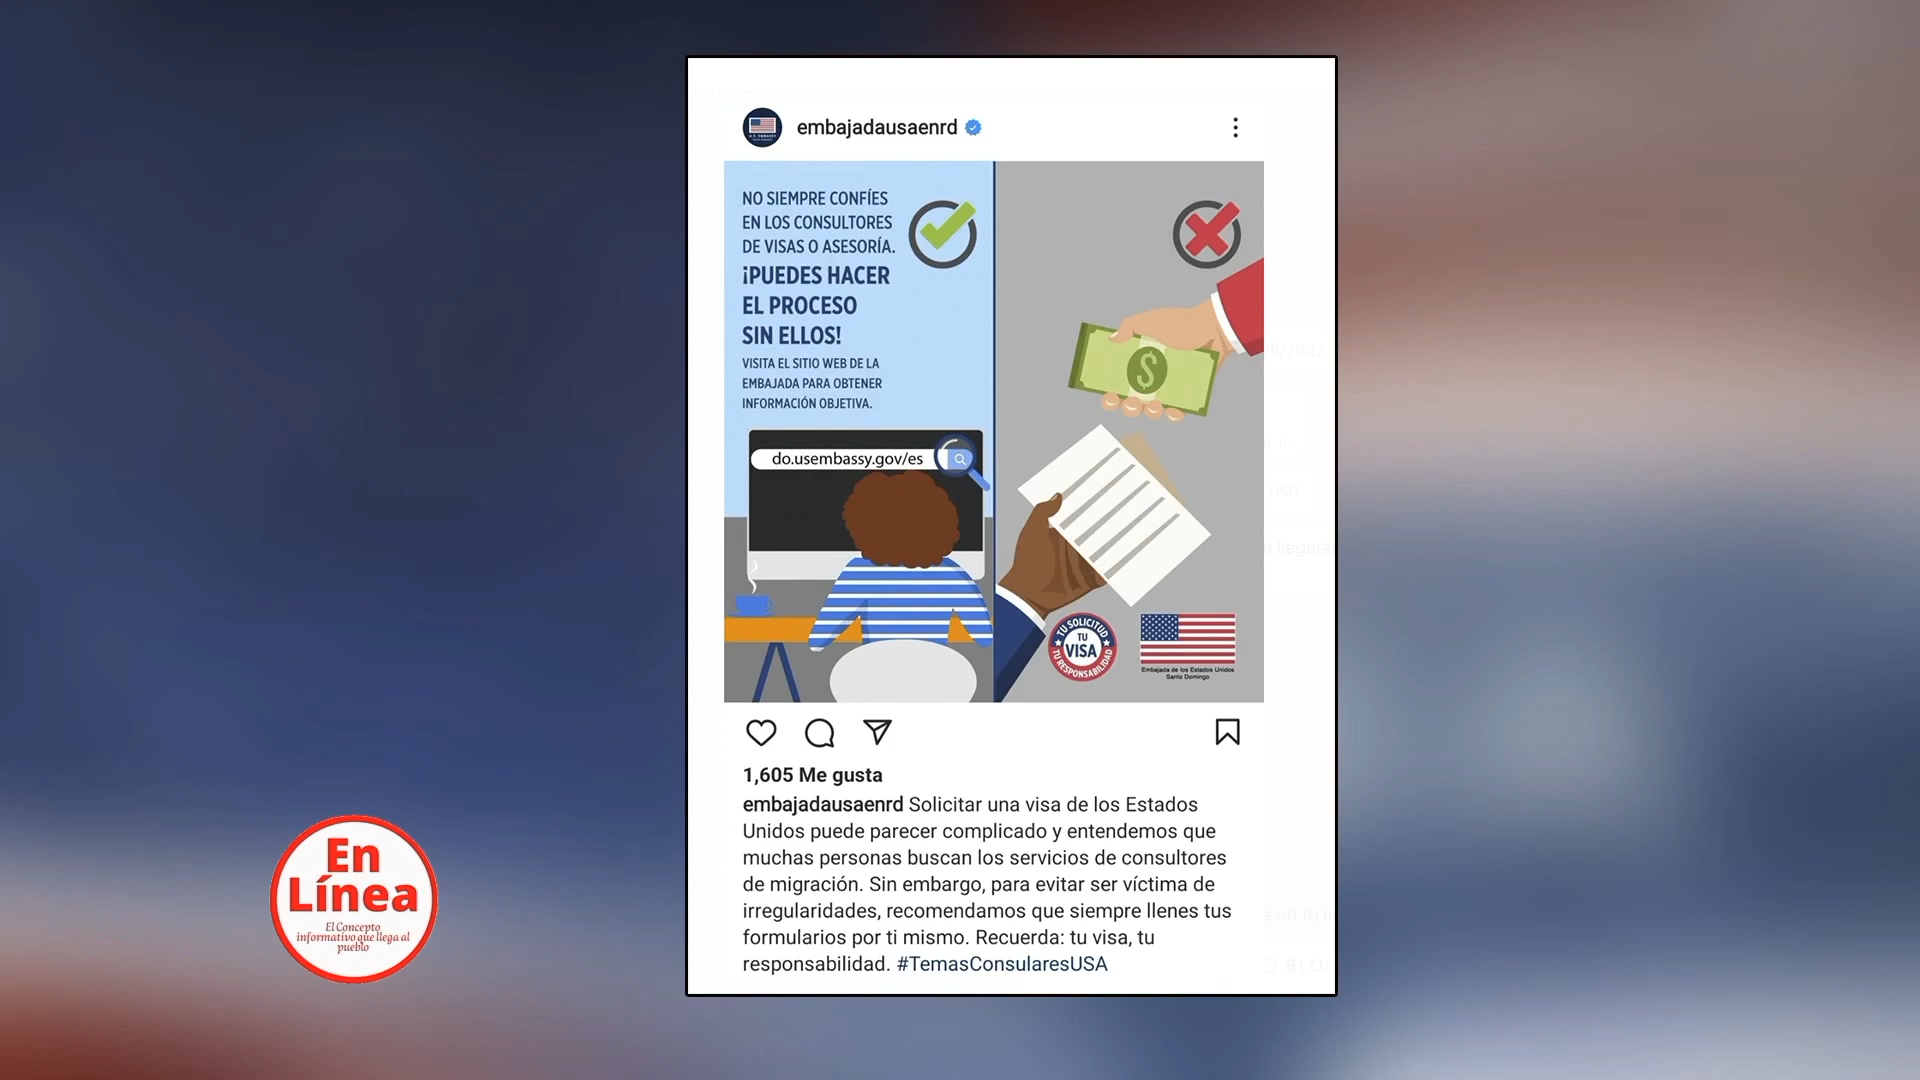 embajadausaenrd
NO SIEMPRE CONFÍES
EN LOS CONSULTORES
DE VISAS O ASESORÍA.
¡PUEDES HACER
EL PROCESO
SIN ELLOS!
VISITA EL SITIO WEB DE LA
EMBAJADA PARA OBTENER
INFORMACIÓN OBJETIVA.
do.usembassy.gov/es
TU SOLICITUD
TU
VISA
TU RESPONSABILIDAD
Embajada de los Estados Unidos
Santo Domingo
1,605 Me gusta
embajadausaenrd Solicitar una visa de los Estados
Unidos puede parecer complicado y entendemos que
muchas personas buscan los servicios de consultores
de migración. Sin embargo, para evitar ser víctima de
irregularidades, recomendamos que siempre llenes tus
formularios por ti mismo. Recuerda: tu visa, tu
responsabilidad. #TemasConsularesUSA
En
Línea
El Concepto
informativo que llega al
pueblo